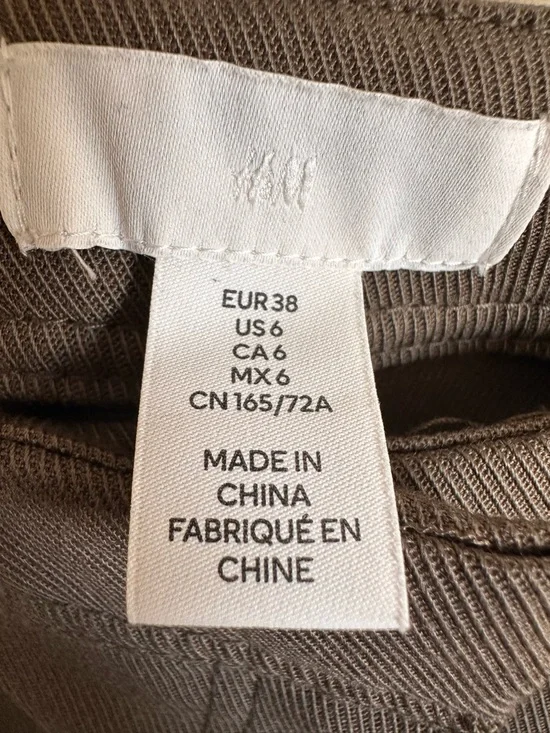 H&M
EUR 38
US 6
CA 6
MX 6
CN 165/72A
MADE IN
CHINA
FABRIQUÉ EN
CHINE